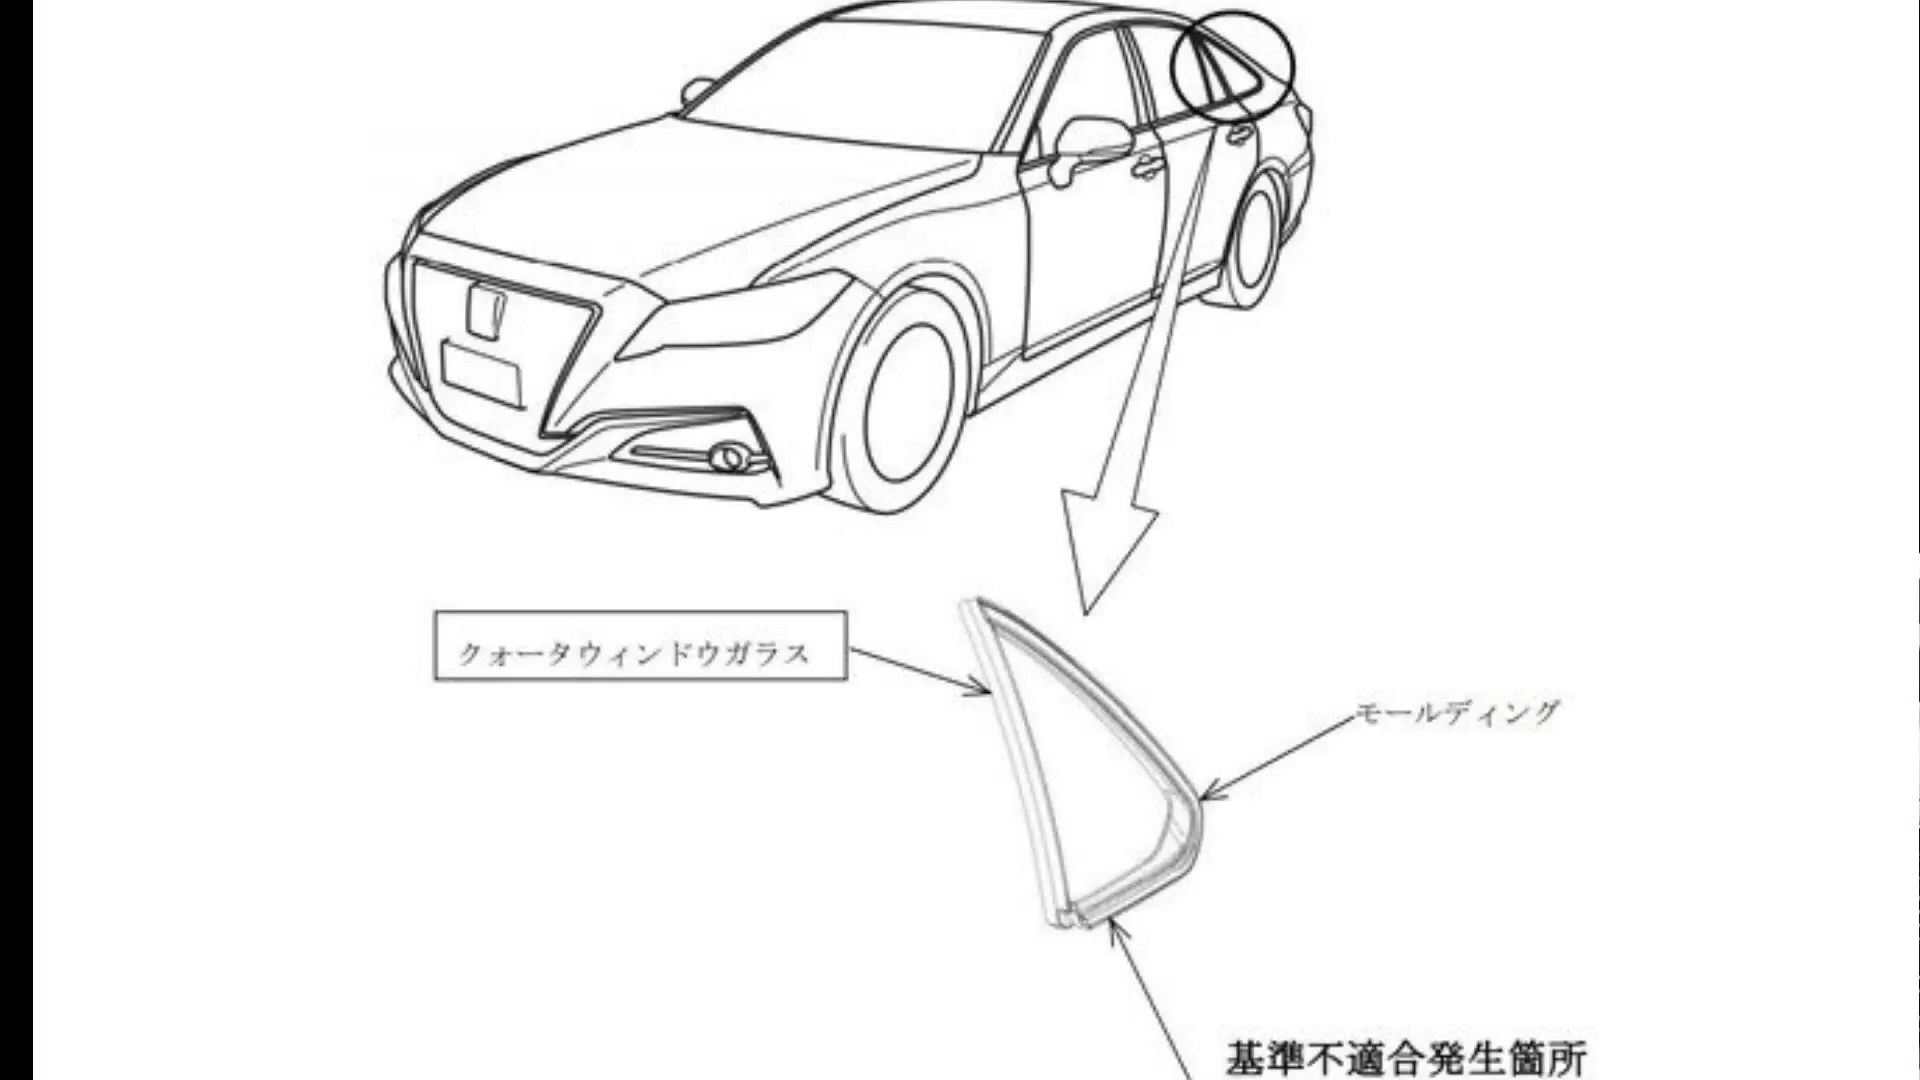 クォータウィンドウガラス
モールディング
基準不適合発生箇所